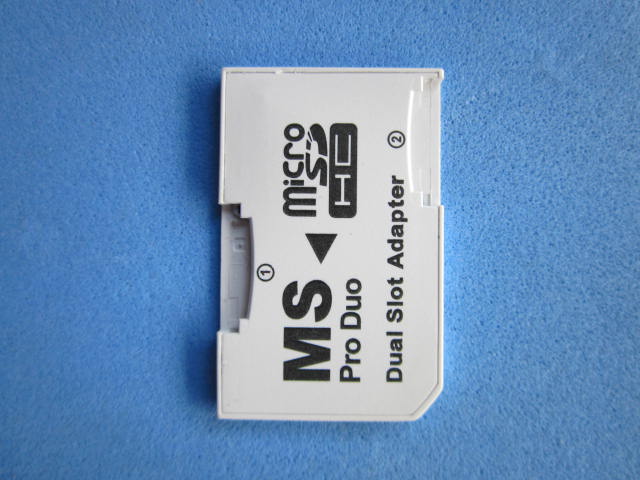 ①
MS ◀ micro SD HC
Pro Duo
Dual Slot Adapter ②